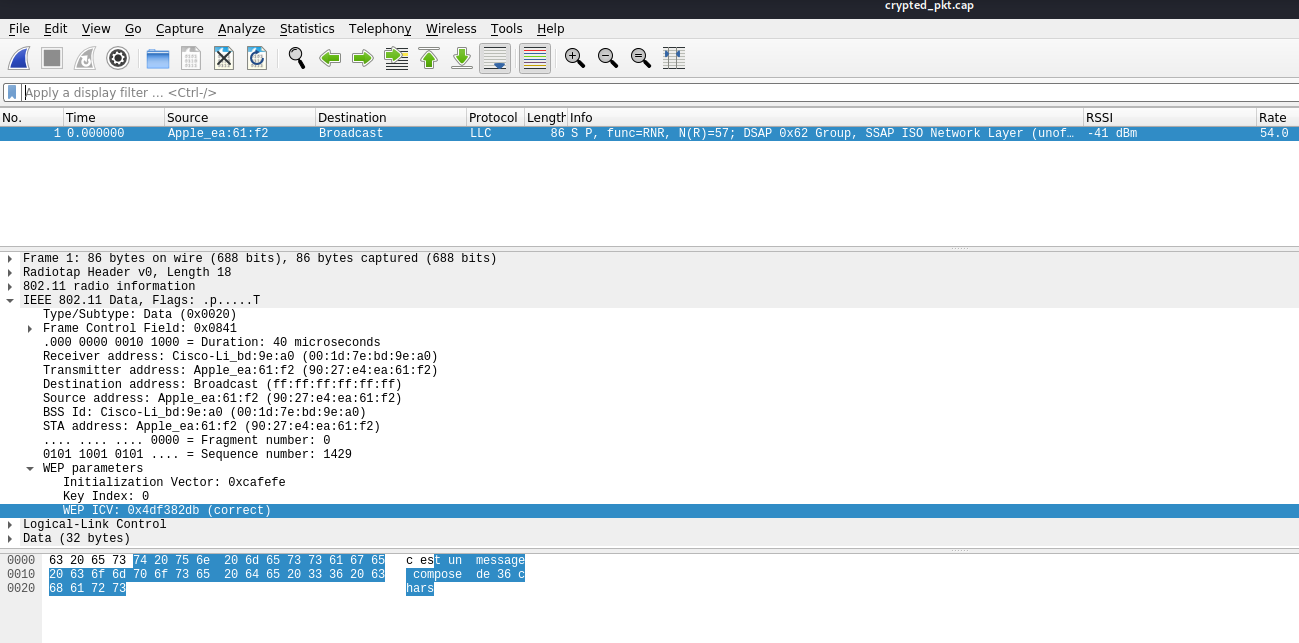 crypted_pkt.cap
File Edit View Go Capture Analyze Statistics Telephony Wireless Tools Help
Apply a display filter ... <Ctrl-/>
No. Time Source Destination Protocol Length Info RSSI Rate
1 0.000000 Apple_ea:61:f2 Broadcast LLC 86 S P, func=RNR, N(R)=57; DSAP 0x62 Group, SSAP ISO Network Layer (unof… -41 dBm 54.0
Frame 1: 86 bytes on wire (688 bits), 86 bytes captured (688 bits)
Radiotap Header v0, Length 18
802.11 radio information
IEEE 802.11 Data, Flags: .p.....T
Type/Subtype: Data (0x0020)
Frame Control Field: 0x0841
.000 0000 0010 1000 = Duration: 40 microseconds
Receiver address: Cisco-Li_bd:9e:a0 (00:1d:7e:bd:9e:a0)
Transmitter address: Apple_ea:61:f2 (90:27:e4:ea:61:f2)
Destination address: Broadcast (ff:ff:ff:ff:ff:ff)
Source address: Apple_ea:61:f2 (90:27:e4:ea:61:f2)
BSS Id: Cisco-Li_bd:9e:a0 (00:1d:7e:bd:9e:a0)
STA address: Apple_ea:61:f2 (90:27:e4:ea:61:f2)
.... .... .... 0000 = Fragment number: 0
0101 1001 0101 .... = Sequence number: 1429
WEP parameters
Initialization Vector: 0xcafefe
Key Index: 0
WEP ICV: 0x4df382db (correct)
Logical-Link Control
Data (32 bytes)
0000 63 20 65 73 74 20 75 6e 20 6d 65 73 73 61 67 65 c est un message
0010 20 63 6f 6d 70 6f 73 65 20 64 65 20 33 36 20 63 compose de 36 c
0020 68 61 72 73 hars